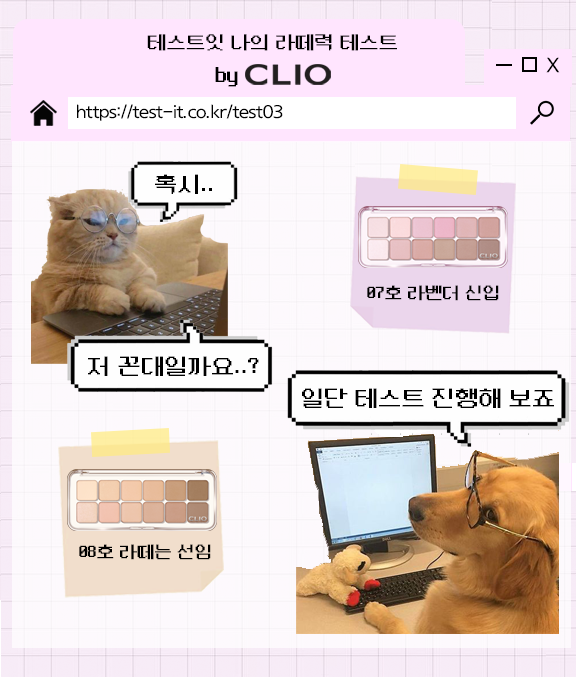 테스트잇 나의 라떼력 테스트
by CLIO
https://test-it.co.kr/test03
혹시..
CLIO
07호 라벤더 신입
저 꼰대일까요..?
일단 테스트 진행해 보죠
CLIO
08호 라떼는 선임